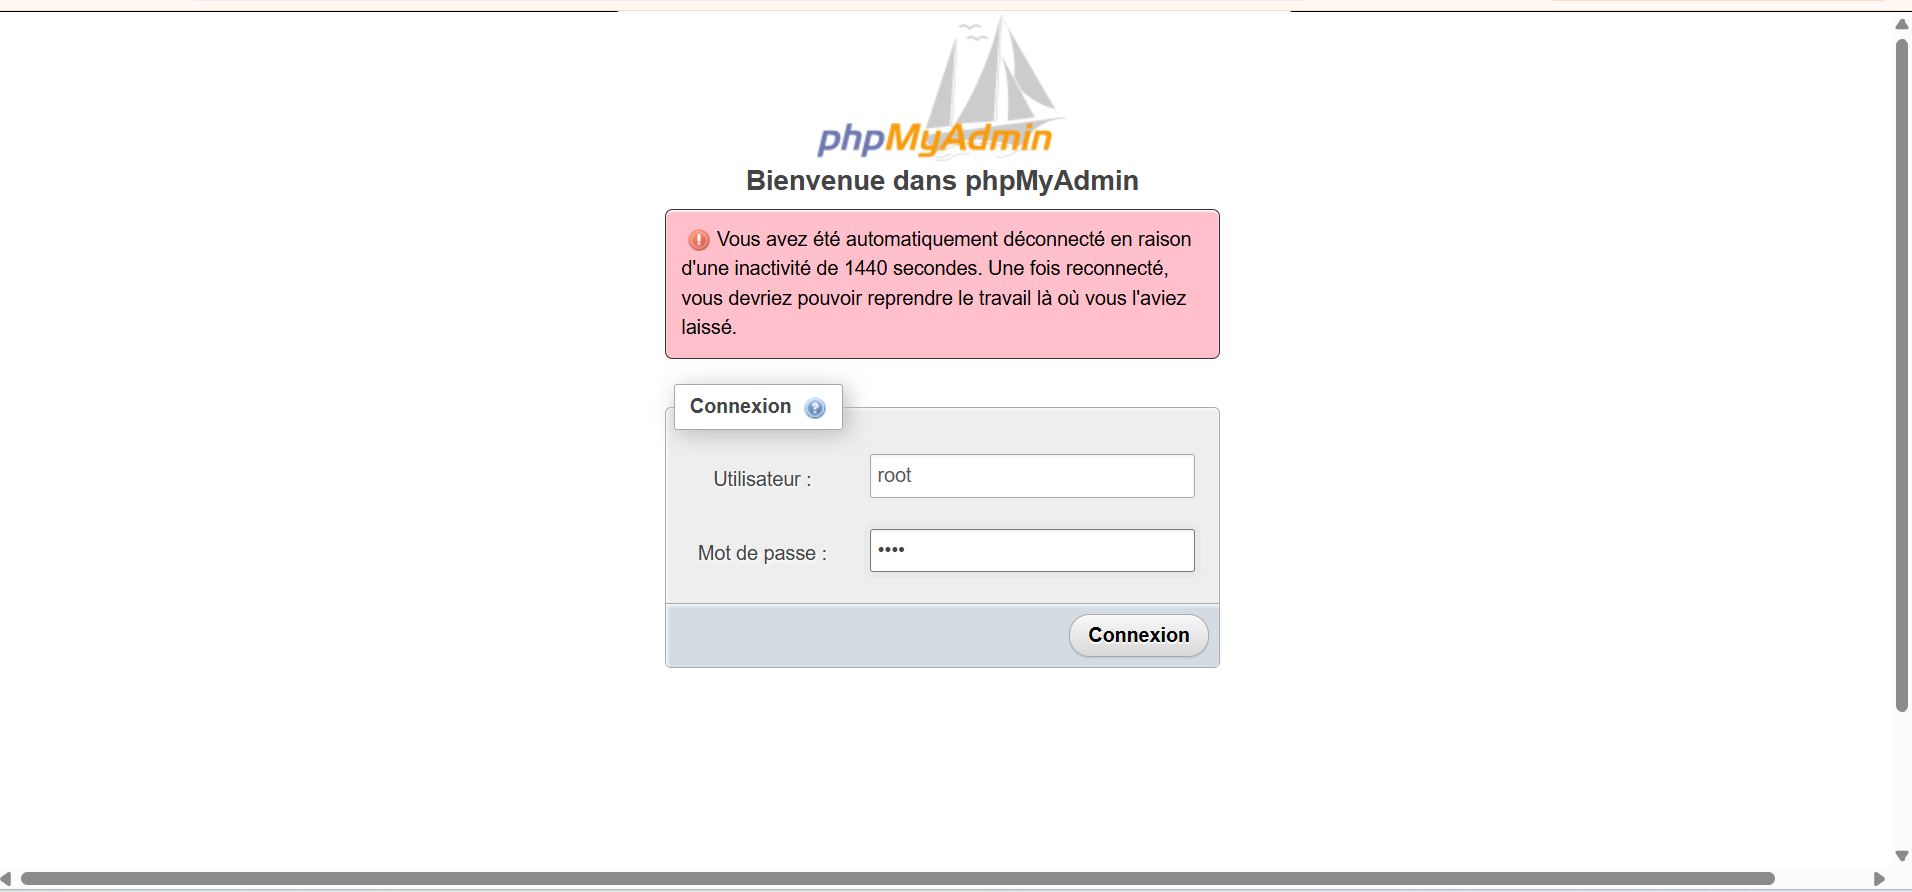 phpMyAdmin
Bienvenue dans phpMyAdmin
Vous avez été automatiquement déconnecté en raison
d'une inactivité de 1440 secondes. Une fois reconnecté,
vous devriez pouvoir reprendre le travail là où vous l'aviez
laissé.
Connexion
Utilisateur :
root
Mot de passe :
••••
Connexion